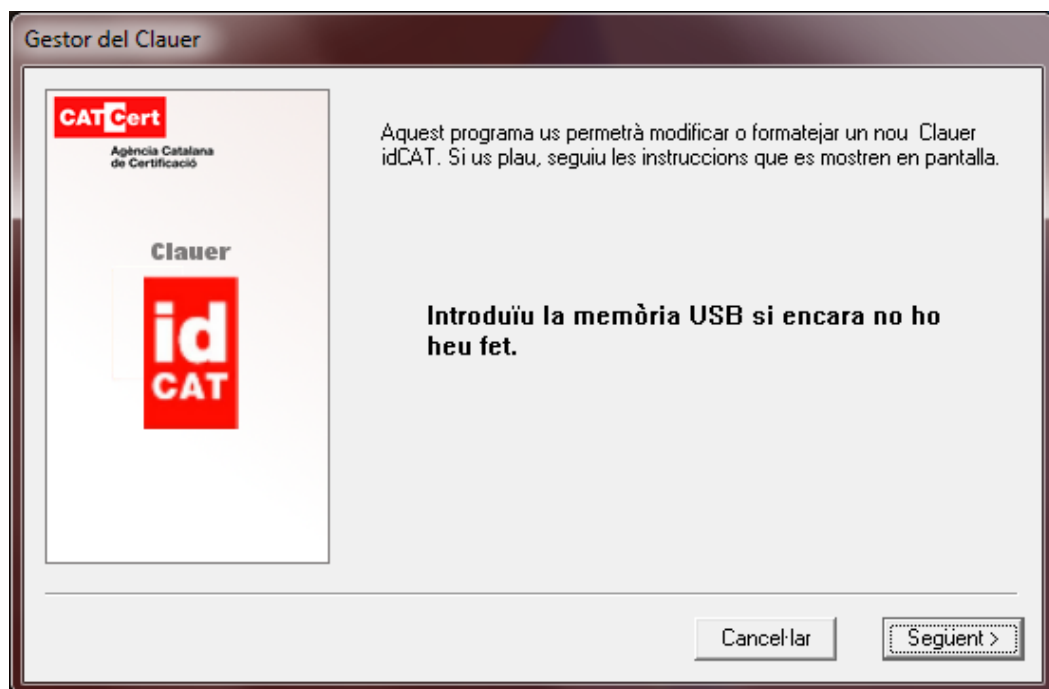 Gestor del Clauer
CATCert
Agència Catalana
de Certificació
Clauer
id
CAT
Aquest programa us permetrà modificar o formatejar un nou Clauer
idCAT. Si us plau, seguiu les instruccions que es mostren en pantalla.
Introduïu la memòria USB si encara no ho
heu fet.
Cancel·lar
Següent >